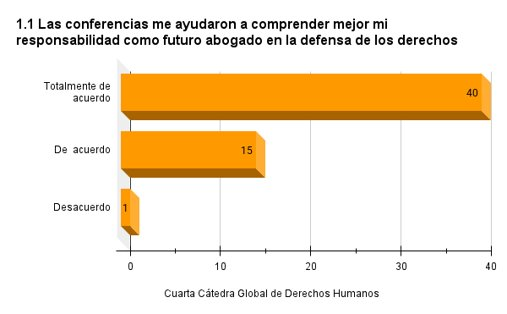 1.1 Las conferencias me ayudaron a comprender mejor mi
responsabilidad como futuro abogado en la defensa de los derechos
Totalmente de
acuerdo
40
De acuerdo
15
Desacuerdo
1
0 10 20 30 40
Cuarta Cátedra Global de Derechos Humanos